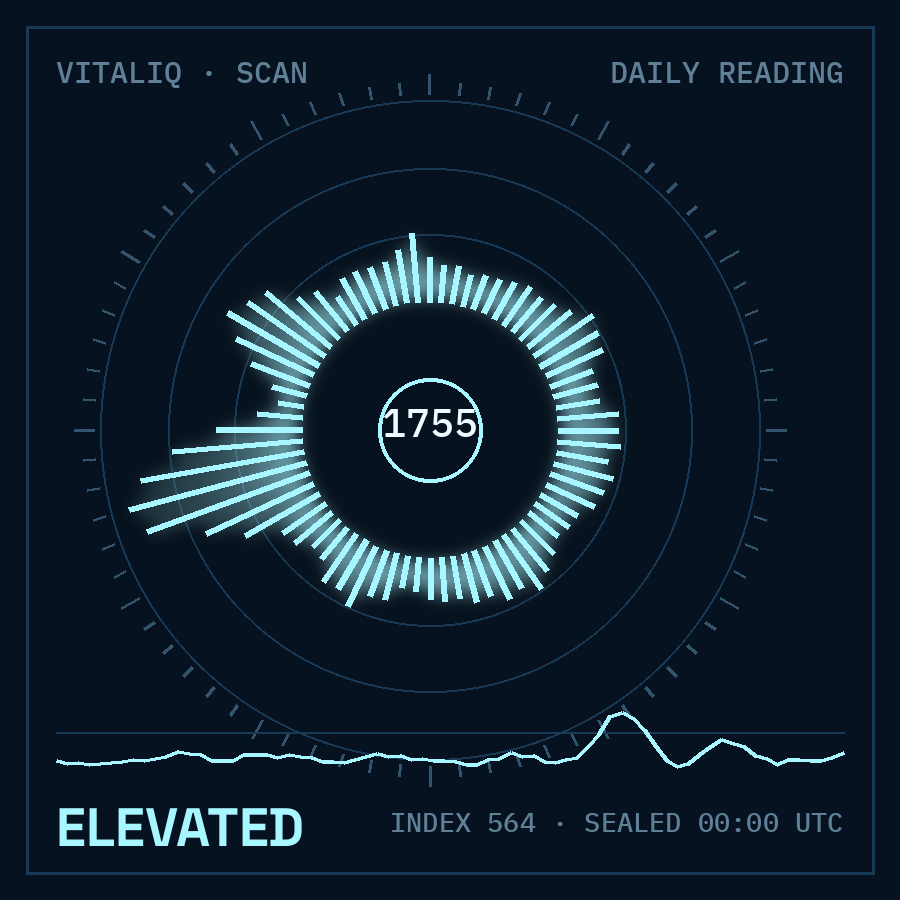 VITALIQ · SCAN
DAILY READING
1755
ELEVATED
INDEX 564 · SEALED 00:00 UTC